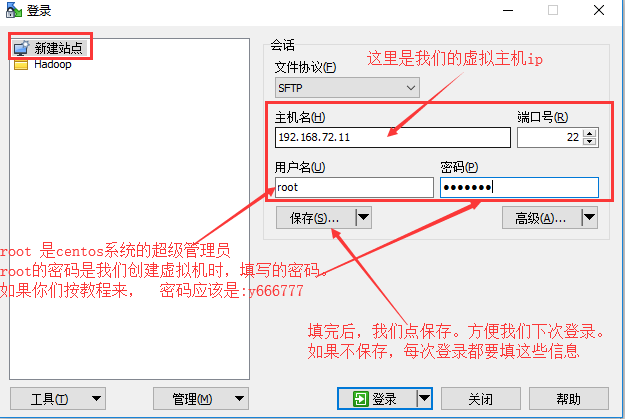 登录
新建站点
Hadoop
会话
文件协议(F)
这里是我们的虚拟主机ip
SFTP
主机名(H)
端口号(R)
192.168.72.11
22
用户名(U)
密码(P)
root
●●●●●●●
保存(S)...
高级(A)...
root 是centos系统的超级管理员
root的密码是我们创建虚拟机时，填写的密码。
如果你们按教程来， 密码应该是:y666777
填完后，我们点保存。方便我们下次登录。
如果不保存，每次登录都要填这些信息
工具(T)
管理(M)
登录
关闭
帮助